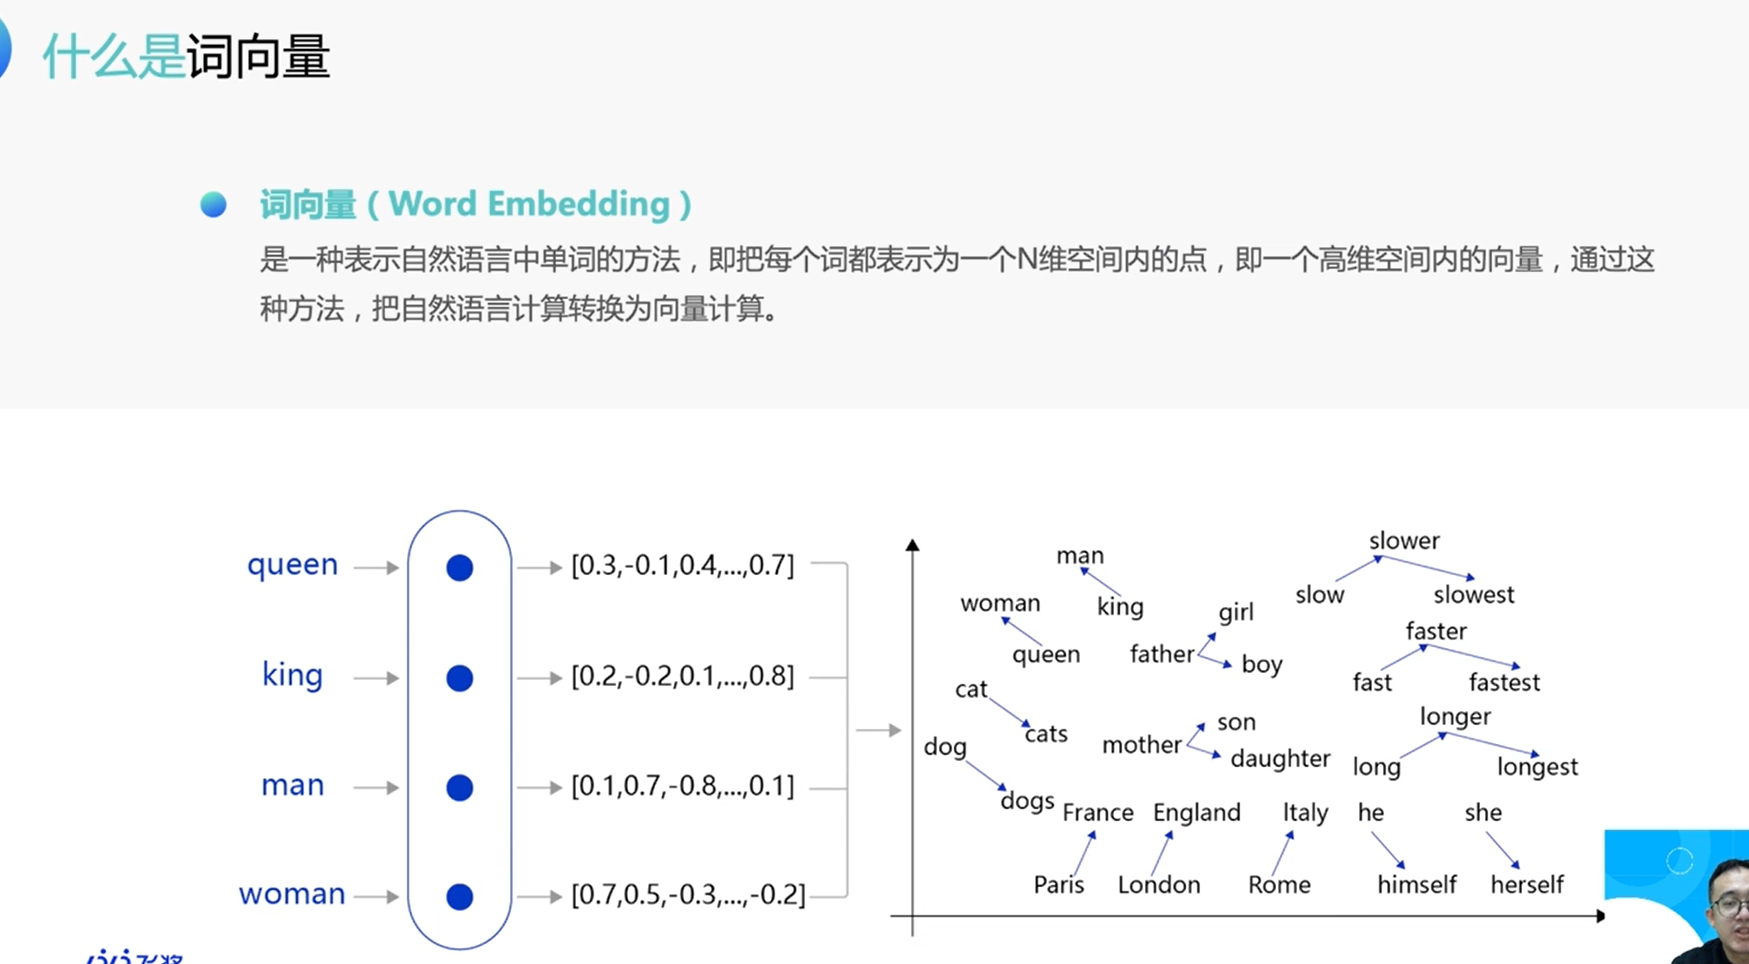 什么是词向量
词向量（Word Embedding）
是一种表示自然语言中单词的方法，即把每个词都表示为一个N维空间内的点，即一个高维空间内的向量，通过这
种方法，把自然语言计算转换为向量计算。
queen
[0.3,-0.1,0.4,...,0.7]
king
[0.2,-0.2,0.1,...,0.8]
man
[0.1,0.7,-0.8,...,0.1]
woman
[0.7,0.5,-0.3,...,-0.2]
man
king
woman
queen
girl
father
boy
cat
cats
dog
dogs
son
mother
daughter
slower
slow
slowest
faster
fast
fastest
longer
long
longest
France
England
Italy
he
she
Paris
London
Rome
himself
herself